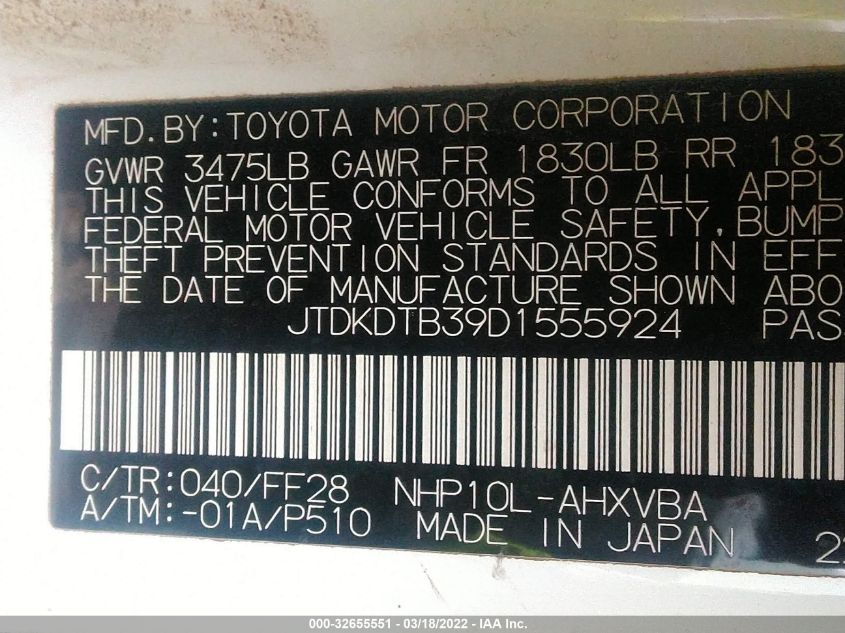 MFD.BY:TOYOTA MOTOR CORPORATION
GVWR 3475LB GAWR FR 1830LB RR 183
THIS VEHICLE CONFORMS TO ALL APPL
FEDERAL MOTOR VEHICLE SAFETY,BUMP
THEFT PREVENTION STANDARDS IN EFF
THE DATE OF MANUFACTURE SHOWN ABO
JTDKDTB39D1555924 PAS
C/TR:040/FF28 NHP10L-AHXVBA
A/TM:-01A/P510 MADE IN JAPAN 22
000-32655551 - 03/18/2022 - IAA Inc.